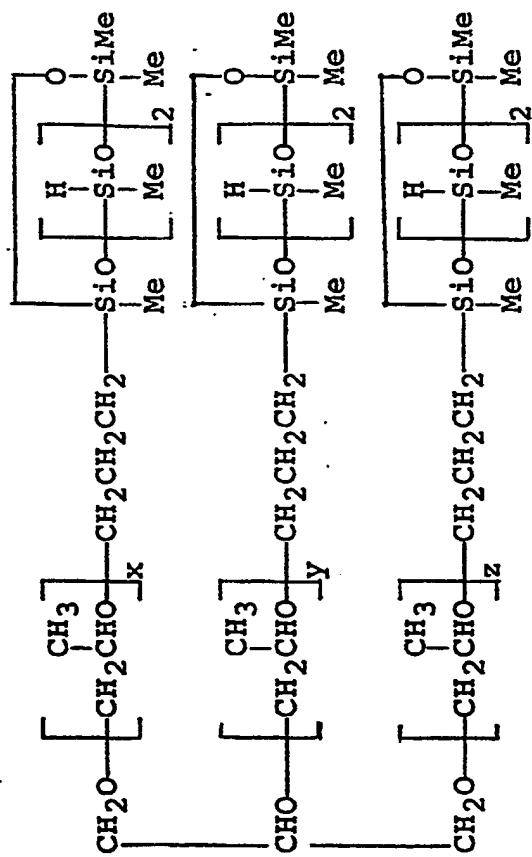 CH3 H O
CH2O CH2CHO CH2CH2CH2 SiO SiO SiMe
x Me Me 2 Me
CH3 H O
CHO CH2CHO CH2CH2CH2 SiO SiO SiMe
y Me Me 2 Me
CH3 H O
CH2O CH2CHO CH2CH2CH2 SiO SiO SiMe
z Me Me 2 Me